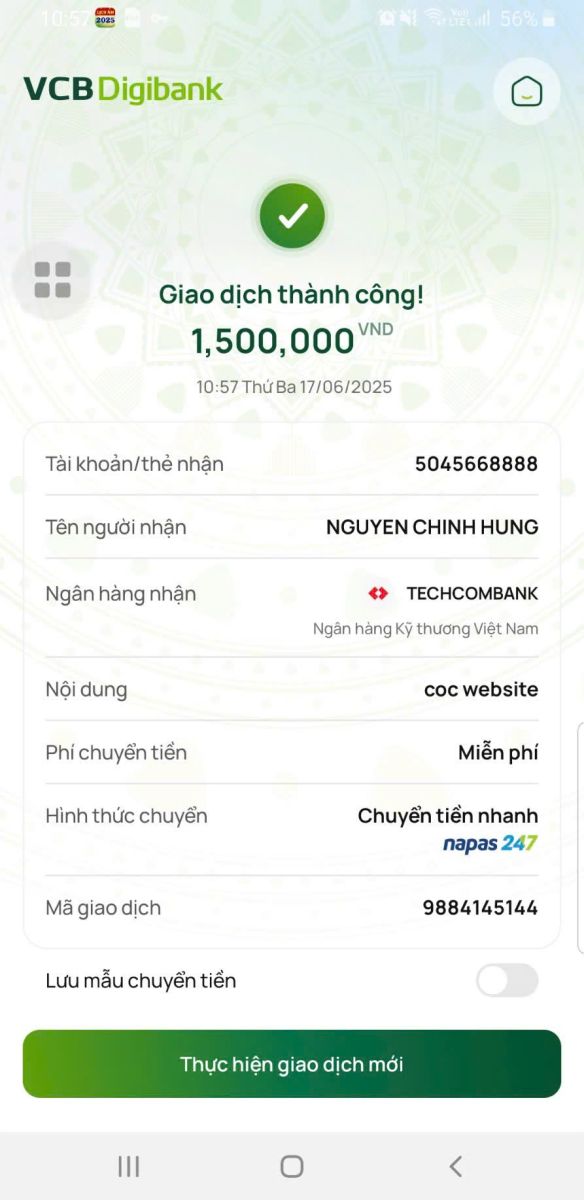 10:57
LỊCH ÂM
2025
56%
VCB Digibank
Giao dịch thành công!
1,500,000 VND
10:57 Thứ Ba 17/06/2025
Tài khoản/thẻ nhận 5045668888
Tên người nhận NGUYEN CHINH HUNG
Ngân hàng nhận TECHCOMBANK
Ngân hàng Kỹ thương Việt Nam
Nội dung coc website
Phí chuyển tiền Miễn phí
Hình thức chuyển Chuyển tiền nhanh
napas 247
Mã giao dịch 9884145144
Lưu mẫu chuyển tiền
Thực hiện giao dịch mới